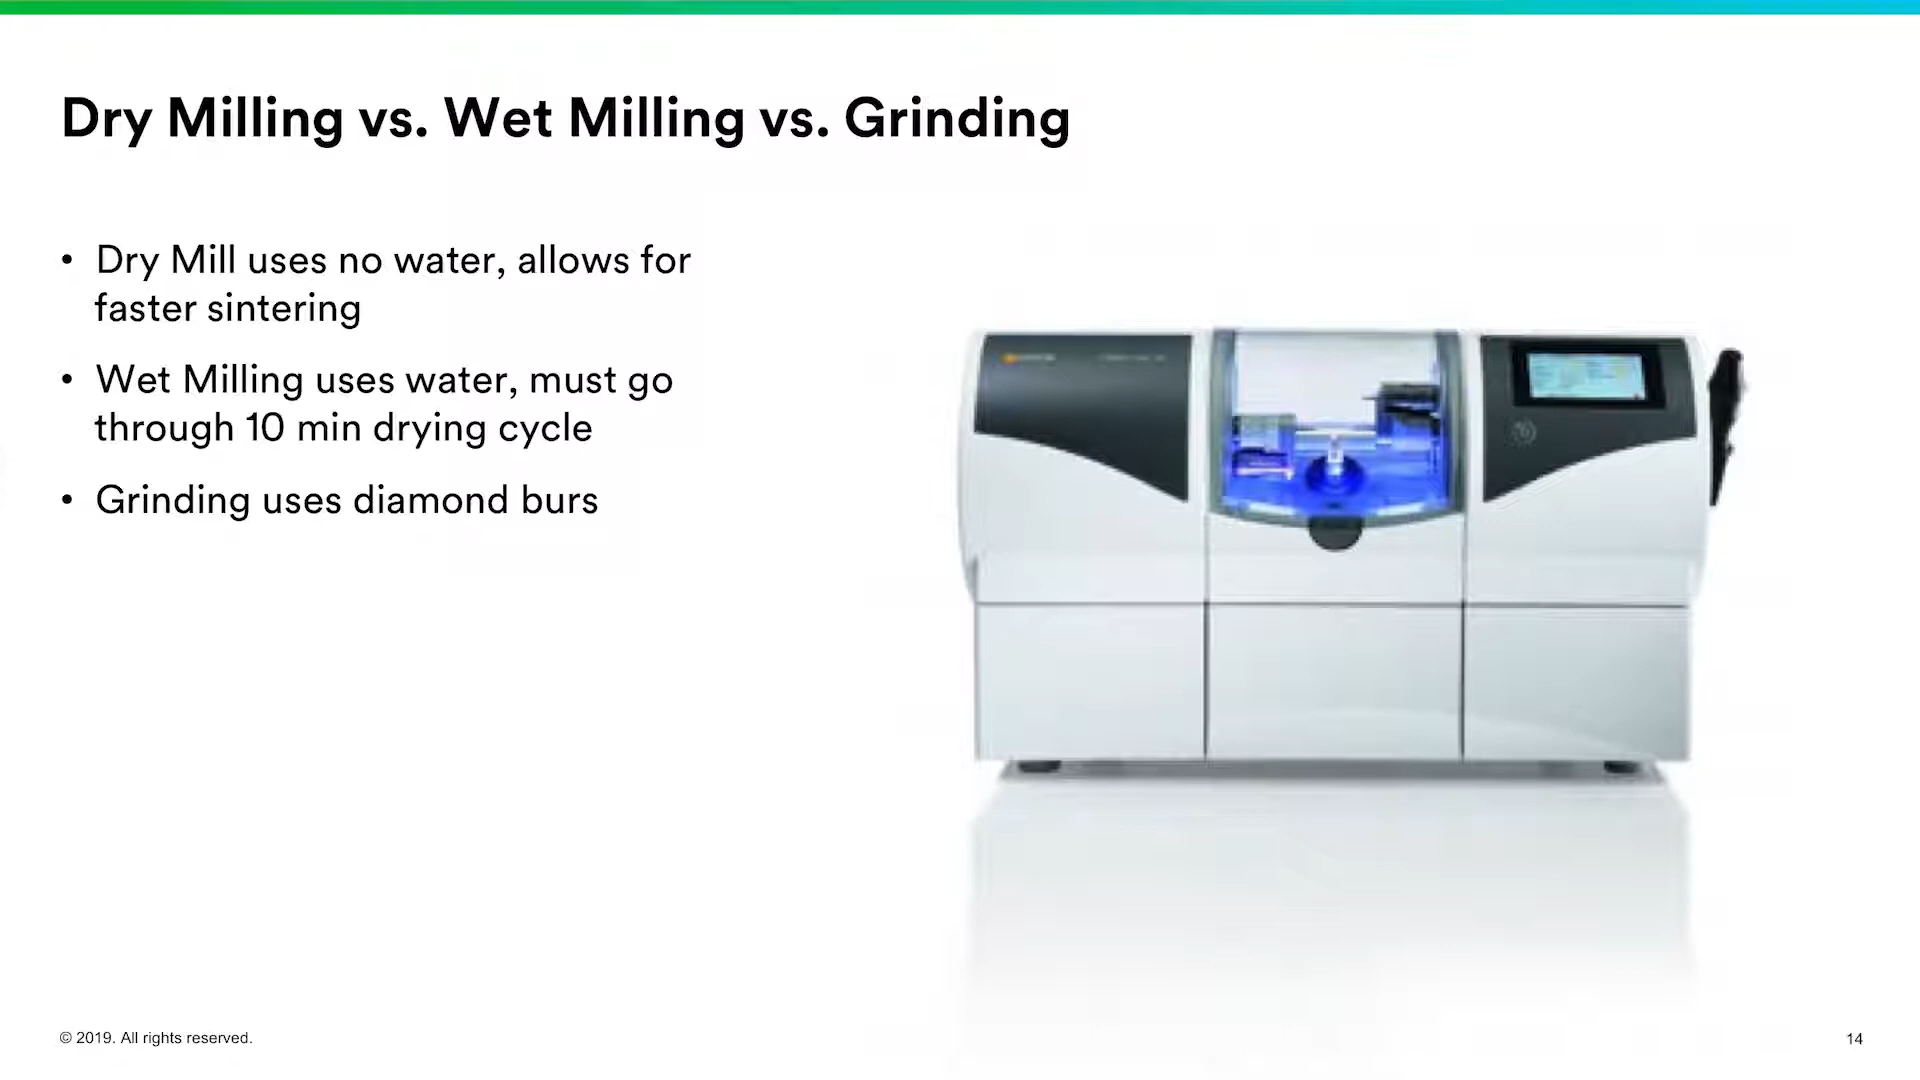 Dry Milling vs. Wet Milling vs. Grinding
• Dry Mill uses no water, allows for
faster sintering
• Wet Milling uses water, must go
through 10 min drying cycle
• Grinding uses diamond burs
© 2019. All rights reserved.
14